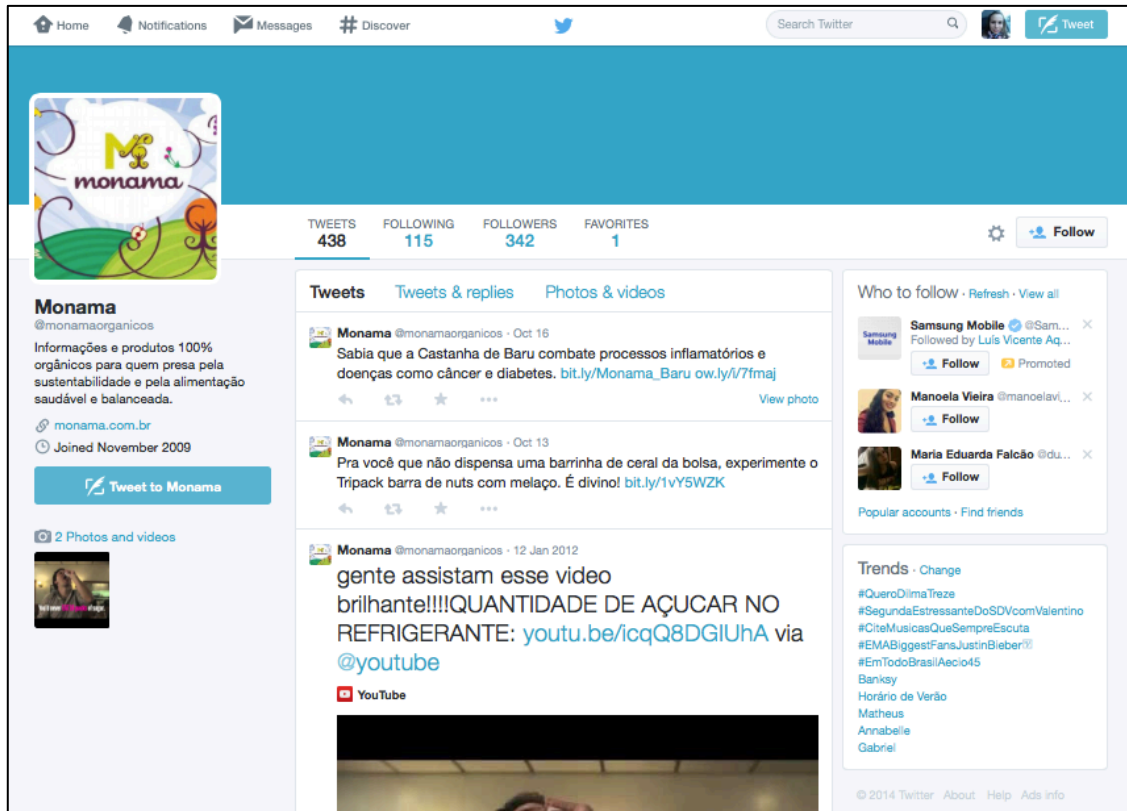 Home Notifications Messages # Discover Search Twitter Tweet
M
monama
TWEETS FOLLOWING FOLLOWERS FAVORITES
438 115 342 1
Follow
Monama
@monamaorganicos
Informações e produtos 100%
orgânicos para quem presa pela
sustentabilidade e pela alimentação
saudável e balanceada.
monama.com.br
Joined November 2009
Tweet to Monama
2 Photos and videos
Tweets Tweets & replies Photos & videos
Monama @monamaorganicos · Oct 16
Sabia que a Castanha de Baru combate processos inflamatórios e
doenças como câncer e diabetes. bit.ly/Monama_Baru ow.ly/i/7fmaj
View photo
Monama @monamaorganicos · Oct 13
Pra você que não dispensa uma barrinha de ceral da bolsa, experimente o
Tripack barra de nuts com melaço. É divino! bit.ly/1vY5WZK
Monama @monamaorganicos · 12 Jan 2012
gente assistam esse video
brilhante!!!!QUANTIDADE DE AÇUCAR NO
REFRIGERANTE: youtu.be/icqQ8DGIUhA via
@youtube
YouTube
Who to follow · Refresh · View all
Samsung
Mobile
Samsung Mobile @Sam...
Followed by Luís Vicente Aq...
Follow Promoted
Manoela Vieira @manoelavi...
Follow
Maria Eduarda Falcão @du...
Follow
Popular accounts · Find friends
Trends · Change
#QueroDilmaTreze
#SegundaEstressanteDoSDVcomValentino
#CiteMusicasQueSempreEscuta
#EMABiggestFansJustinBieber
#EmTodoBrasilAecio45
Banksy
Horário de Verão
Matheus
Annabelle
Gabriel
© 2014 Twitter About Help Ads info